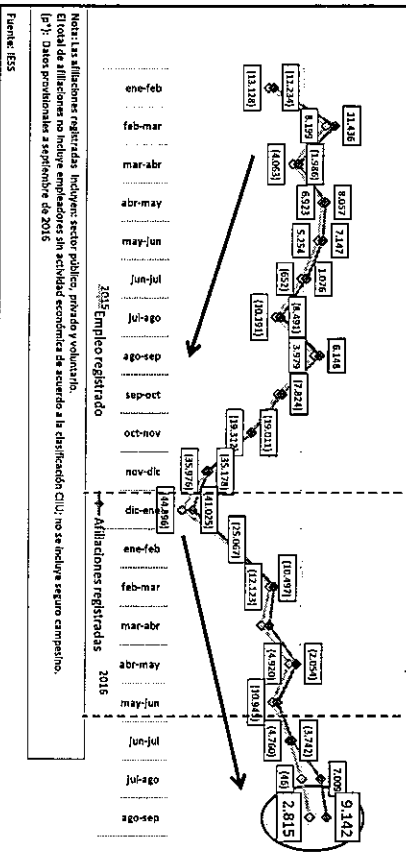 (13.128)
(11.234)
8.199
11.436
(4.063)
(1.986)
6.923
8.057
5.254
7.147
(652)
1.076
(10.191)
(8.491)
3.979
6.146
(7.824)
(19.312)
(19.011)
(35.976)
(35.178)
(44.896)
(41.025)
(25.067)
(12.123)
(10.497)
(4.920)
(2.054)
(10.949)
(4.760)
(3.742)
(46)
7.009
2.815
9.142
ene-feb
feb-mar
mar-abr
abr-may
may-jun
jun-jul
jul-ago
ago-sep
sep-oct
oct-nov
nov-dic
dic-ene
ene-feb
feb-mar
mar-abr
abr-may
may-jun
jun-jul
jul-ago
ago-sep
2015
2016
Empleo registrado
Afiliaciones registradas
Nota: Las afiliaciones registradas incluyen: sector público, privado y voluntario.
El total de afiliaciones no incluye empleadores sin actividad económica de acuerdo a la clasificación CIIU; no se incluye seguro campesino.
(p*): Datos provisionales a septiembre de 2016
Fuente: IESS